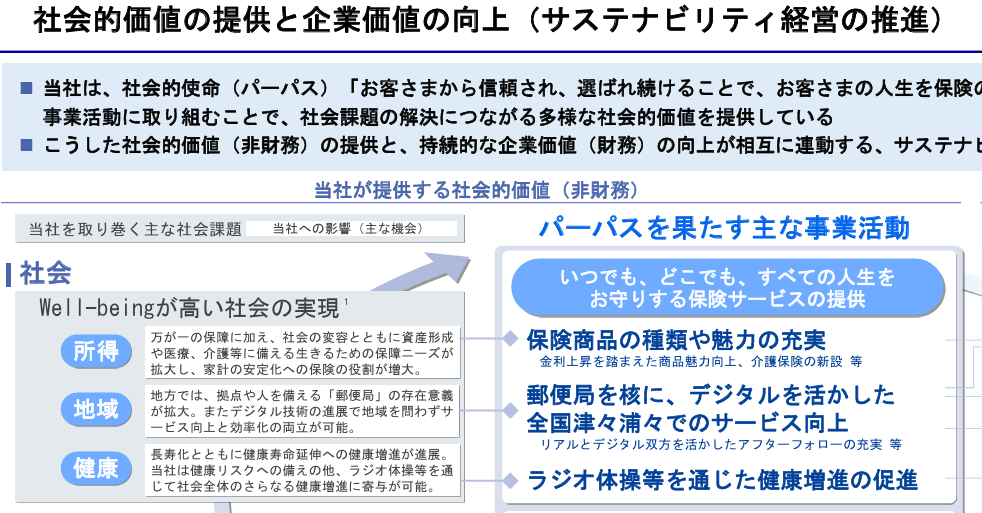 社会的価値の提供と企業価値の向上（サステナビリティ経営の推進）
■ 当社は、社会的使命（パーパス）「お客さまから信頼され、選ばれ続けることで、お客さまの人生を保険の
事業活動に取り組むことで、社会課題の解決につながる多様な社会的価値を提供している
■ こうした社会的価値（非財務）の提供と、持続的な企業価値（財務）の向上が相互に連動する、サステナビ
当社が提供する社会的価値（非財務）
当社を取り巻く主な社会課題
当社への影響（主な機会）
社会
Well-beingが高い社会の実現1
所得
万が一の保障に加え、社会の変容とともに資産形成
や医療、介護等に備える生きるための保障ニーズが
拡大し、家計の安定化への保険の役割が増大。
地域
地方では、拠点や人を備える「郵便局」の存在意義
が拡大。またデジタル技術の進展で地域を問わずサ
ービス向上と効率化の両立が可能。
健康
長寿化とともに健康寿命延伸への健康増進が進展。
当社は健康リスクへの備えの他、ラジオ体操等を通
じて社会全体のさらなる健康増進に寄与が可能。
パーパスを果たす主な事業活動
いつでも、どこでも、すべての人生を
お守りする保険サービスの提供
保険商品の種類や魅力の充実
金利上昇を踏まえた商品魅力向上、介護保険の新設 等
郵便局を核に、デジタルを活かした
全国津々浦々でのサービス向上
リアルとデジタル双方を活かしたアフターフォローの充実 等
ラジオ体操等を通じた健康増進の促進